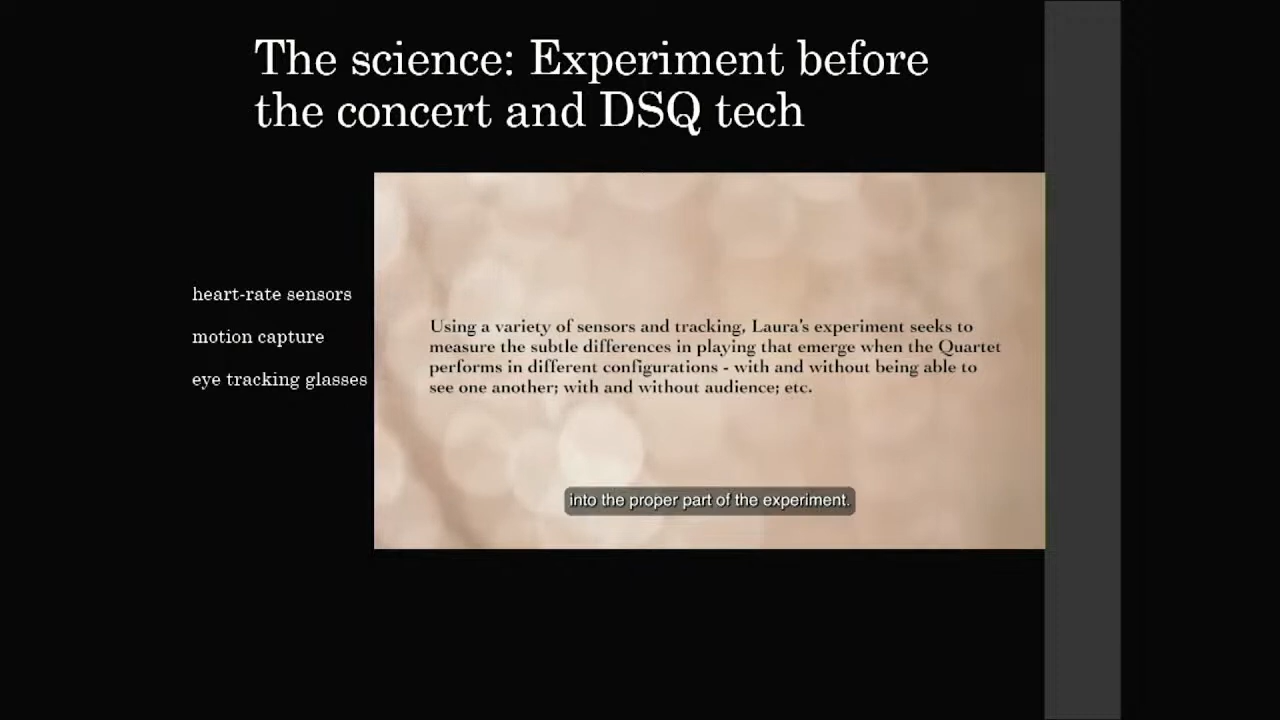 The science: Experiment before
the concert and DSQ tech
heart-rate sensors
motion capture
eye tracking glasses
Using a variety of sensors and tracking, Laura's experiment seeks to
measure the subtle differences in playing that emerge when the Quartet
performs in different configurations - with and without being able to
see one another; with and without audience; etc.
into the proper part of the experiment.